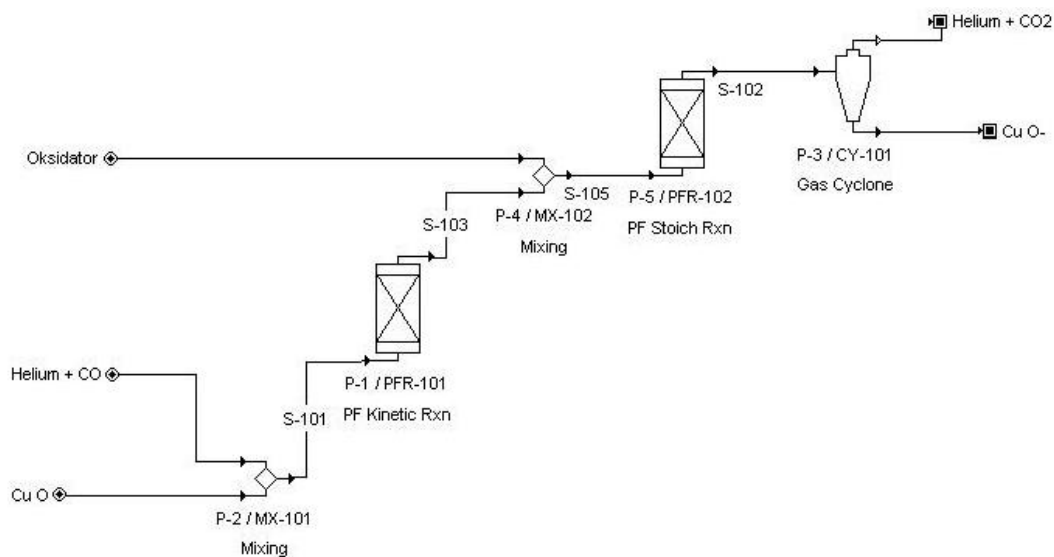 Helium + CO2
S-102
Cu O-
P-3 / CY-101
Gas Cyclone
Oksidator
S-105
P-5 / PFR-102
PF Stoich Rxn
S-103
P-4 / MX-102
Mixing
Helium + CO
P-1 / PFR-101
PF Kinetic Rxn
S-101
Cu O
P-2 / MX-101
Mixing